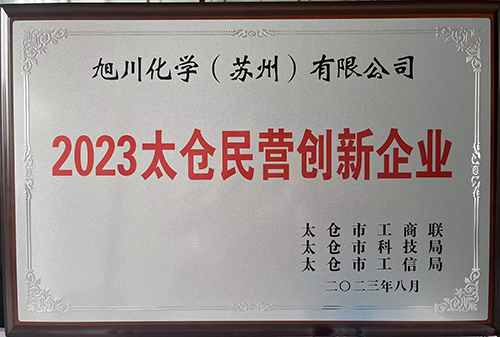 旭川化学（苏州）有限公司
2023太仓民营创新企业
太仓市工商联
太仓市科技局
太仓市工信局
二〇二三年八月